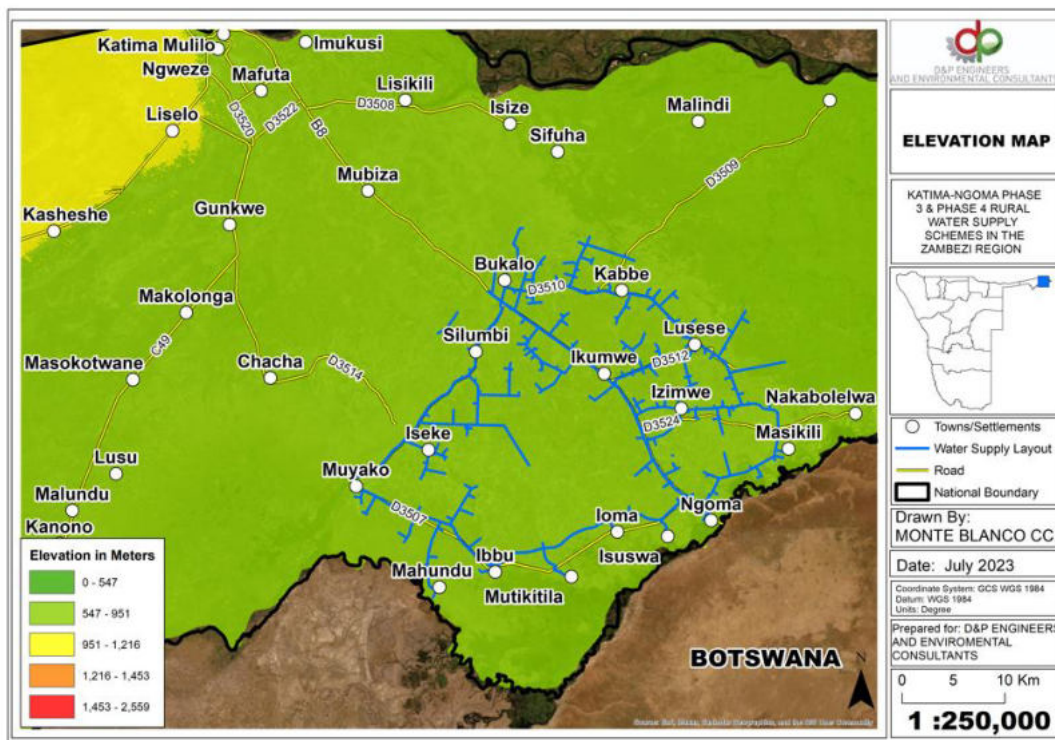 Katima Mulilo
Imukusi
Ngweze
Mafuta
Lisikili
D3508
Isize
Malindi
Liselo
D3520
D3522
B8
Sifuha
Mubiza
D3509
Kasheshe
Gunkwe
Bukalo
D3510
Kabbe
Makolonga
Silumbi
Lusese
C49
Masokotwane
Chacha
D3514
Ikumwe
D3512
Izimwe
Nakabolelwa
D3524
Iseke
Masikili
Lusu
Muyako
Malundu
D3507
Ngoma
Kanono
Ioma
Isuswa
Ibbu
Mahundu
Mutikitila
BOTSWANA
N
Elevation in Meters
0 - 547
547 - 951
951 - 1,216
1,216 - 1,453
1,453 - 2,559
dp
D&P ENGINEERS
AND ENVIRONMENTAL CONSULTANTS
ELEVATION MAP
KATIMA-NGOMA PHASE
3 & PHASE 4 RURAL
WATER SUPPLY
SCHEMES IN THE
ZAMBEZI REGION
Towns/Settlements
Water Supply Layout
Road
National Boundary
Drawn By:
MONTE BLANCO CC
Date: July 2023
Coordinate System: GCS WGS 1984
Datum: WGS 1984
Units: Degree
Prepared for: D&P ENGINEERS
AND ENVIROMENTAL
CONSULTANTS
0 5 10 Km
1 :250,000